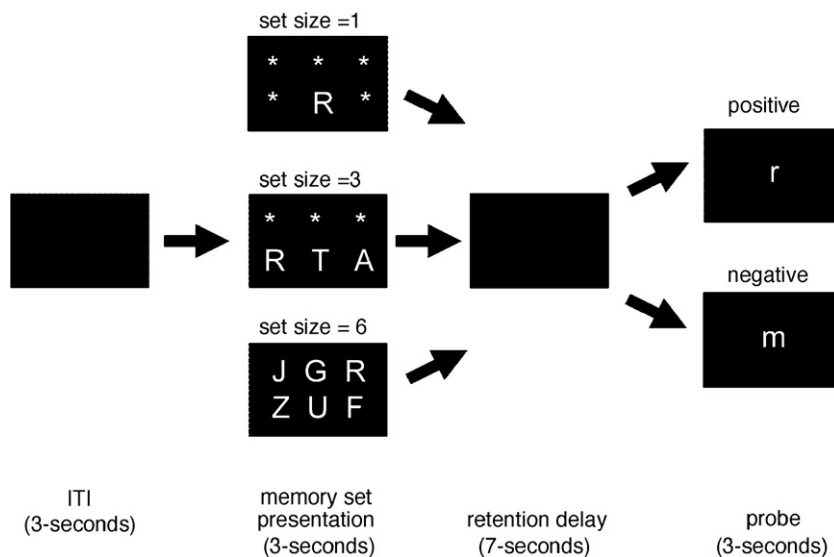 set size =1
* * *
* R *
set size =3
* * *
R T A
set size = 6
J G R
Z U F
positive
r
negative
m
ITI
(3-seconds)
memory set
presentation
(3-seconds)
retention delay
(7-seconds)
probe
(3-seconds)